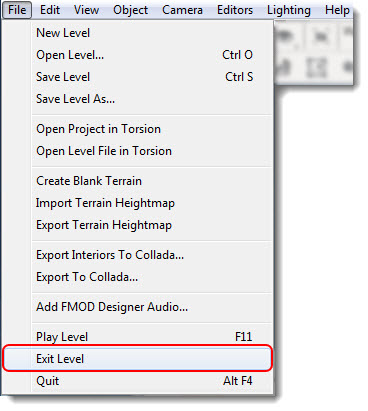 File Edit View Object Camera Editors Lighting Help
New Level
Open Level... Ctrl O
Save Level Ctrl S
Save Level As...
Open Project in Torsion
Open Level File in Torsion
Create Blank Terrain
Import Terrain Heightmap
Export Terrain Heightmap
Export Interiors To Collada...
Export To Collada...
Add FMOD Designer Audio...
Play Level F11
Exit Level
Quit Alt F4